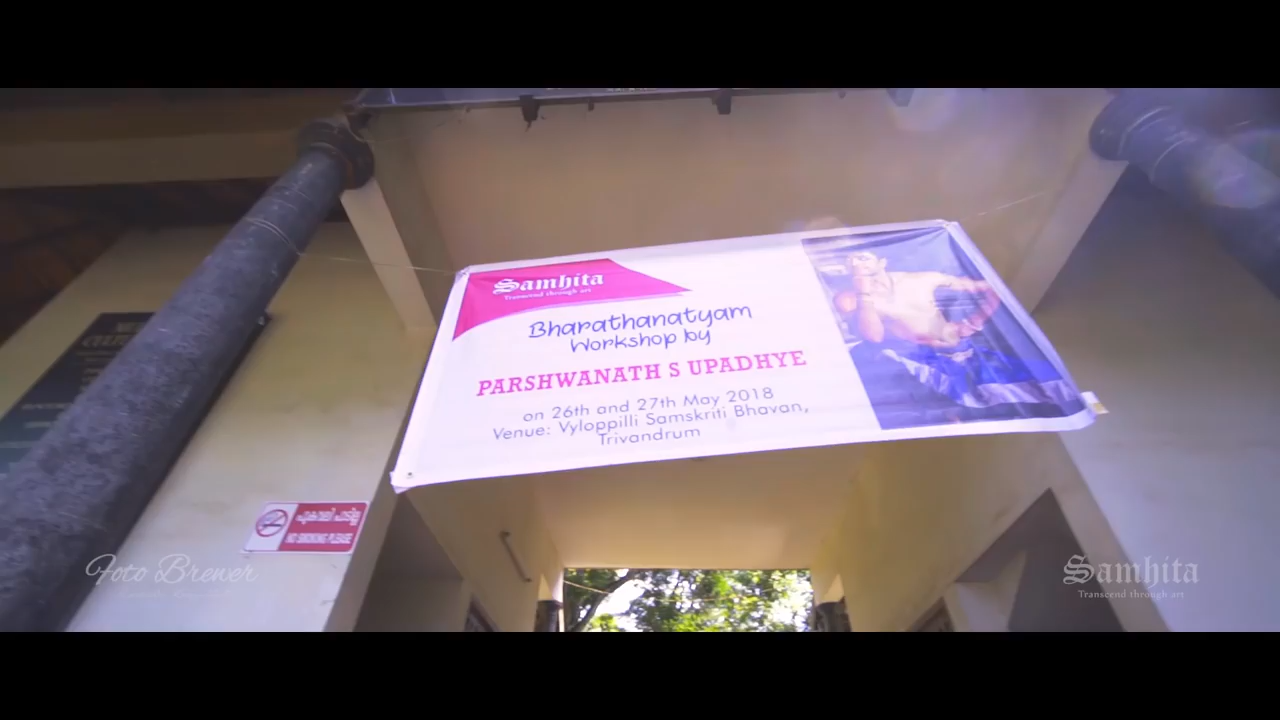 Samhita
Transcend through art
Bharathanatyam
Workshop by
PARSHWANATH S UPADHYE
on 26th and 27th May 2018
Venue: Vyloppilli Samskriti Bhavan,
Trivandrum
പുകവലി പാടില്ല
NO SMOKING PLEASE
Foto Brewer
Samhita
Transcend through art